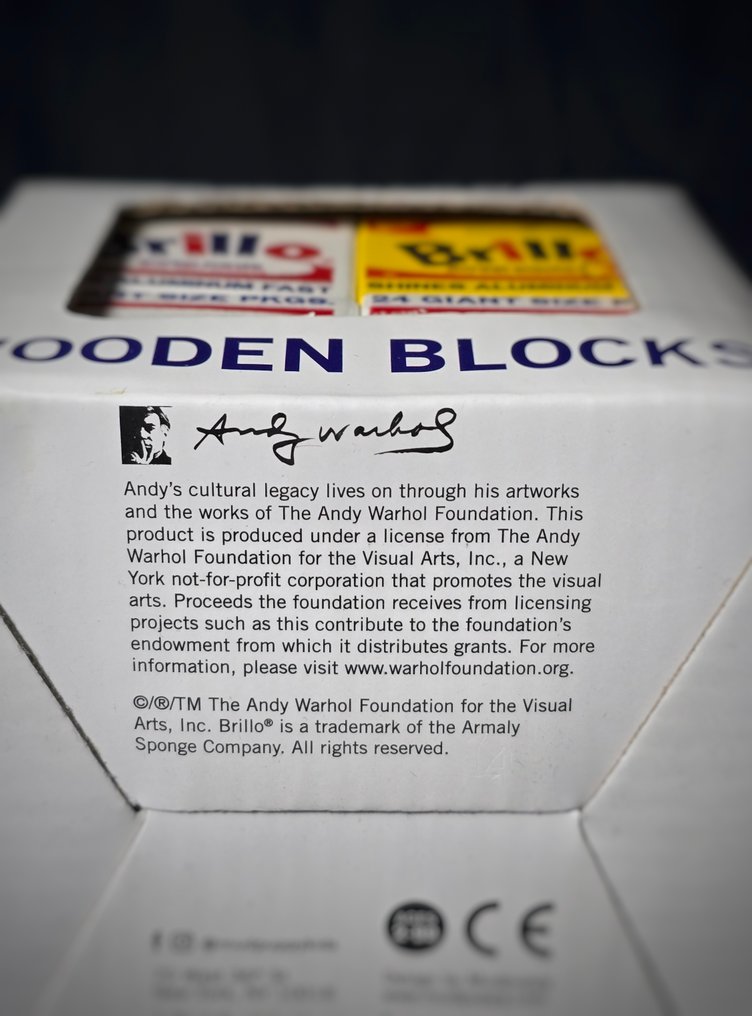 Brillo
Brillo
ALUMINUM FAST
SHINES ALUMINUM
T-SIZE PKGS.
24 GIANT SIZE
WOODEN BLOCKS
Andy Warhol
Andy's cultural legacy lives on through his artworks
and the works of The Andy Warhol Foundation. This
product is produced under a license from The Andy
Warhol Foundation for the Visual Arts, Inc., a New
York not-for-profit corporation that promotes the visual
arts. Proceeds the foundation receives from licensing
projects such as this contribute to the foundation's
endowment from which it distributes grants. For more
information, please visit www.warholfoundation.org.
©/®/TM The Andy Warhol Foundation for the Visual
Arts, Inc. Brillo® is a trademark of the Armaly
Sponge Company. All rights reserved.
CE